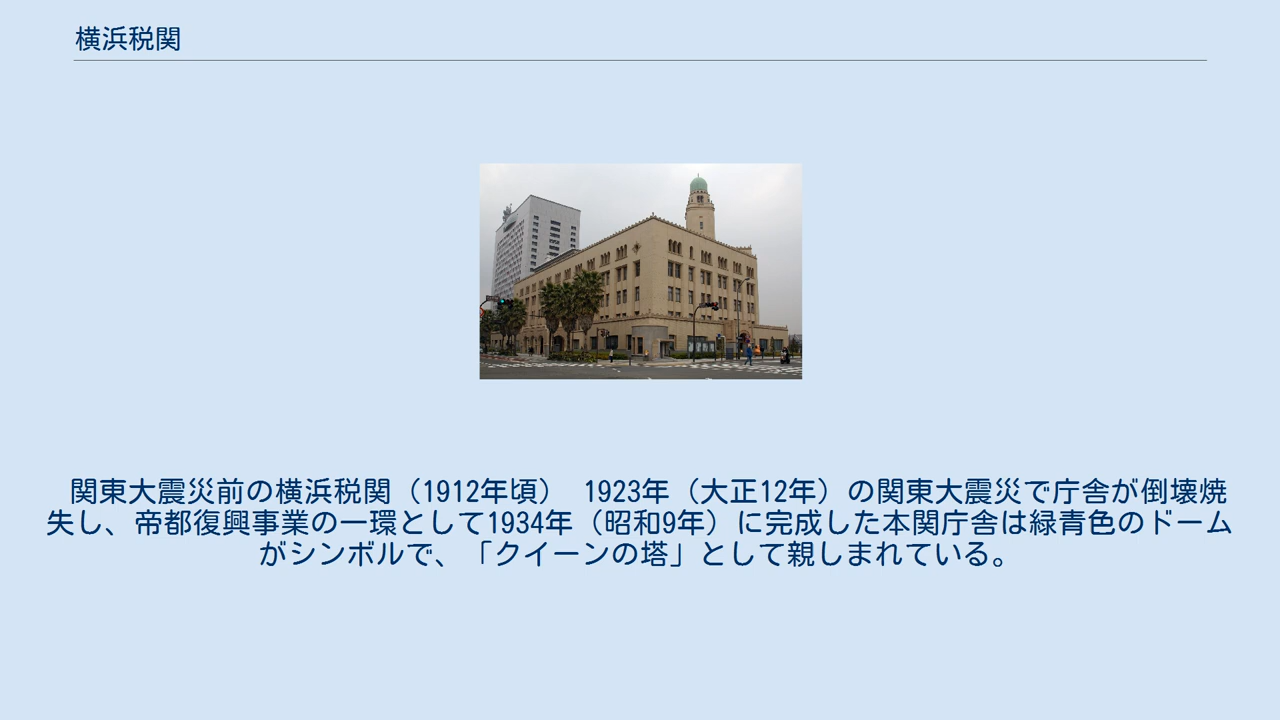 横浜税関
関東大震災前の横浜税関（1912年頃） 1923年（大正12年）の関東大震災で庁舎が倒壊焼
失し、帝都復興事業の一環として1934年（昭和9年）に完成した本関庁舎は緑青色のドーム
がシンボルで、「クイーンの塔」として親しまれている。